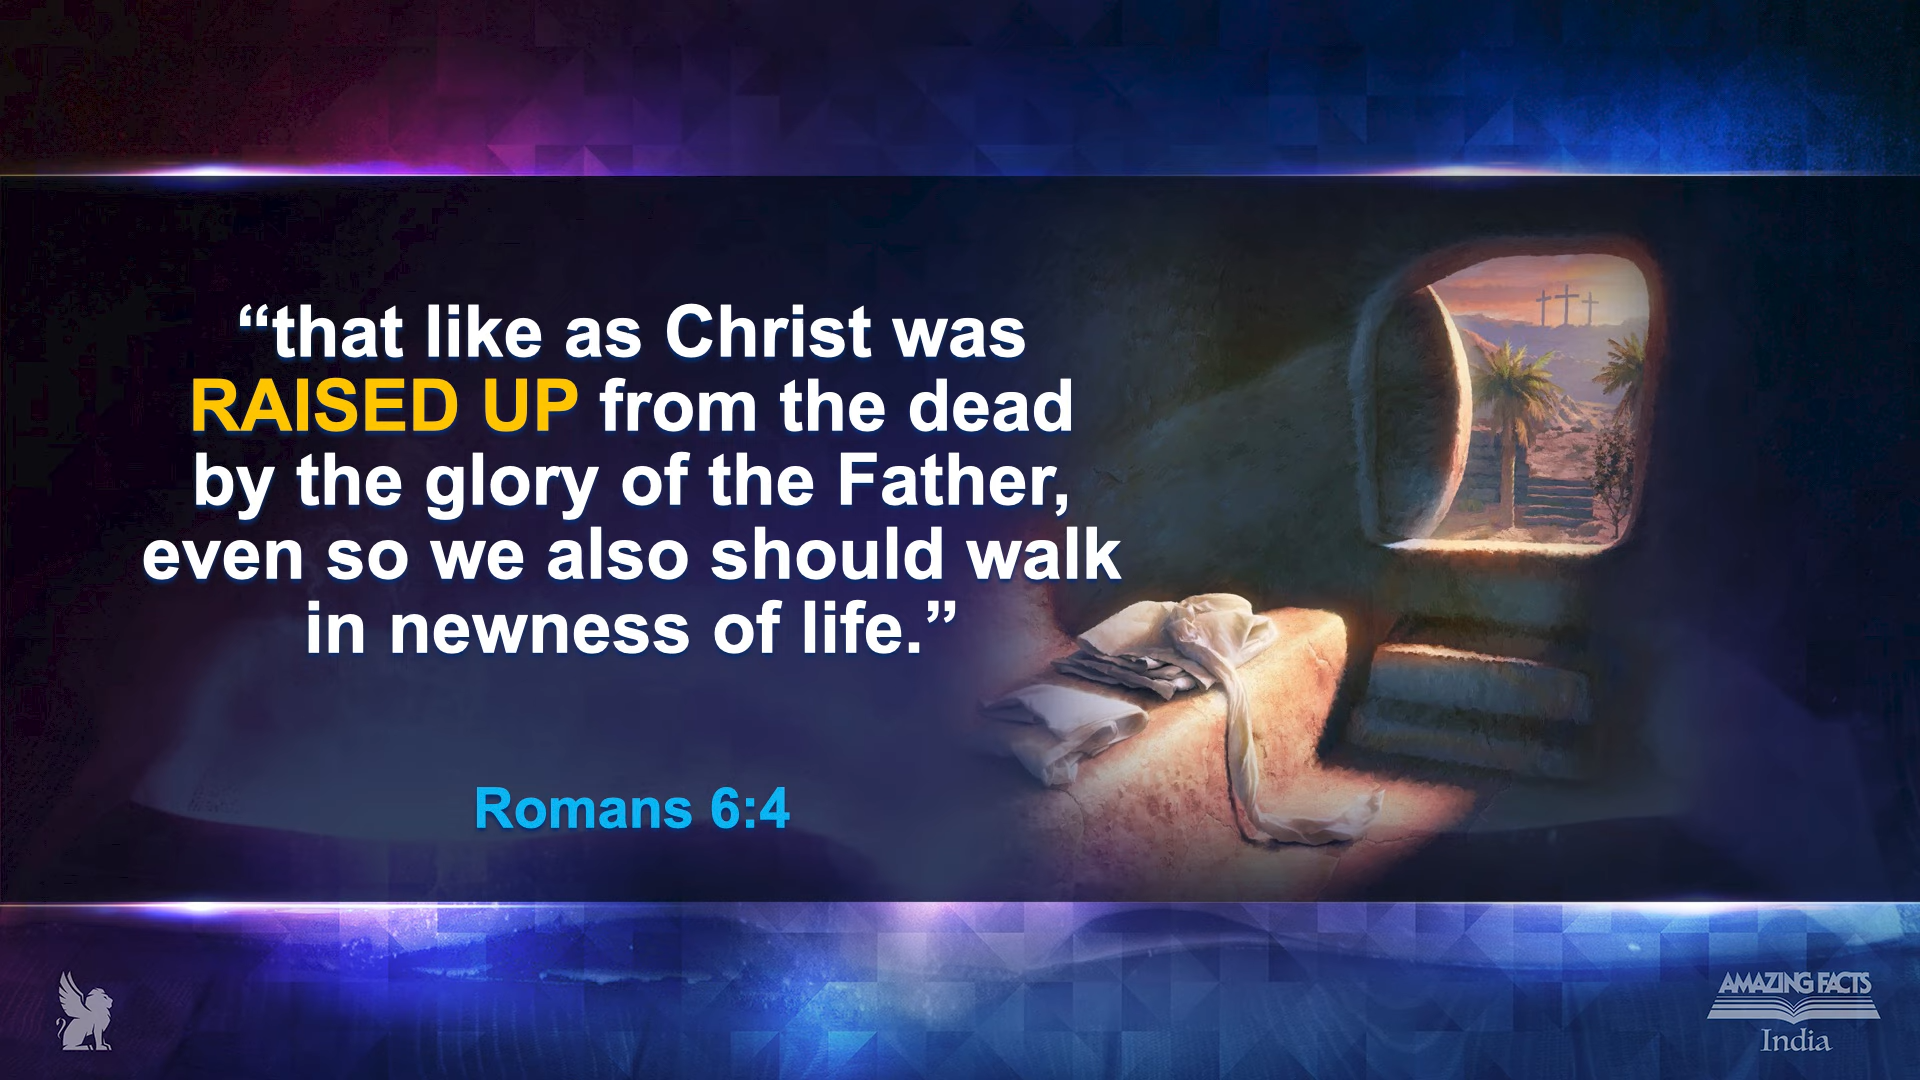 “that like as Christ was
RAISED UP from the dead
by the glory of the Father,
even so we also should walk
in newness of life.”
Romans 6:4
AMAZING FACTS
India